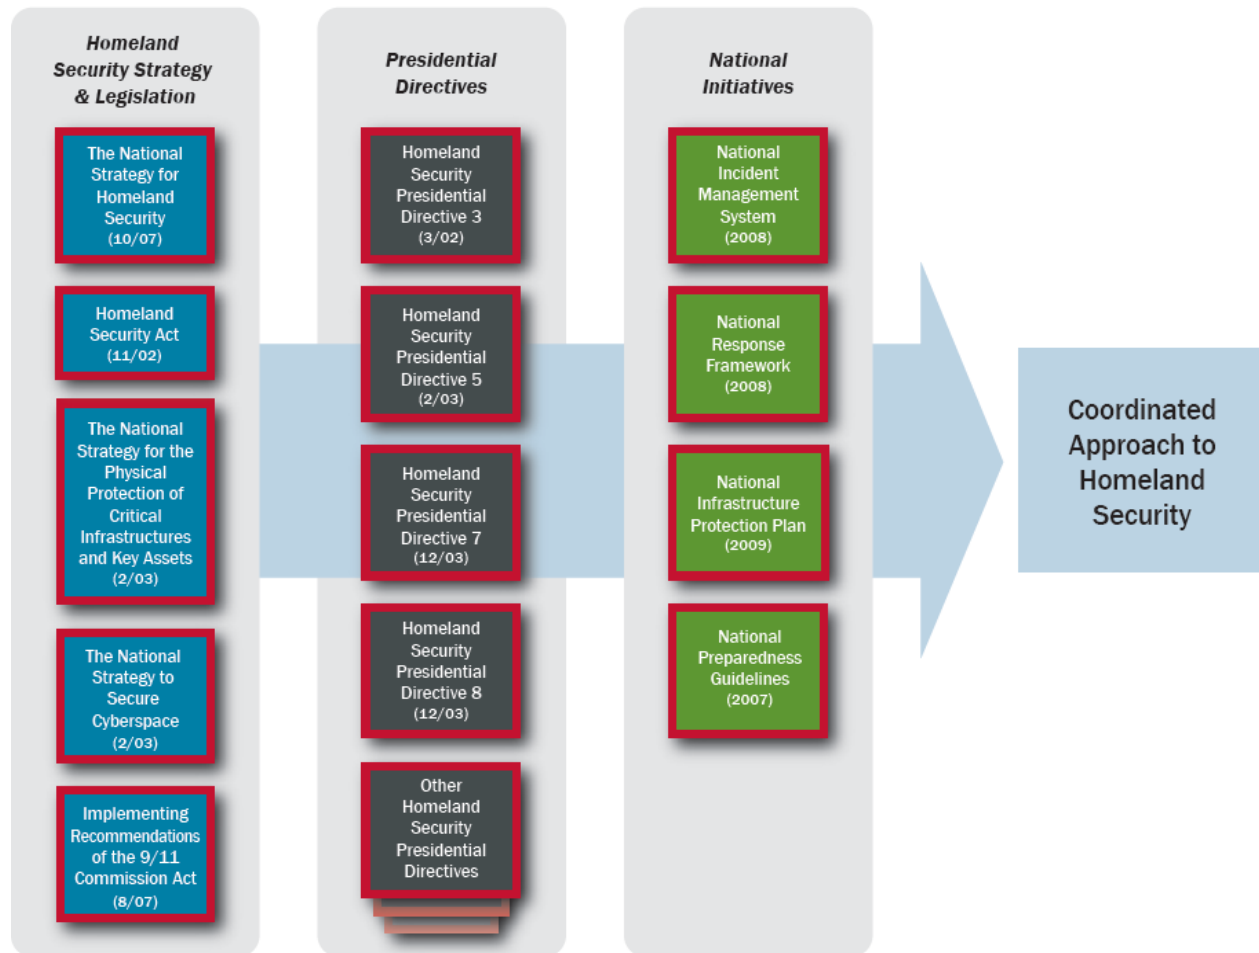 Homeland
Security Strategy
& Legislation
The National
Strategy for
Homeland
Security
(10/07)
Homeland
Security Act
(11/02)
The National
Strategy for the
Physical
Protection of
Critical
Infrastructures
and Key Assets
(2/03)
The National
Strategy to
Secure
Cyberspace
(2/03)
Implementing
Recommendations
of the 9/11
Commission Act
(8/07)
Presidential
Directives
Homeland
Security
Presidential
Directive 3
(3/02)
Homeland
Security
Presidential
Directive 5
(2/03)
Homeland
Security
Presidential
Directive 7
(12/03)
Homeland
Security
Presidential
Directive 8
(12/03)
Other
Homeland
Security
Presidential
Directives
National
Initiatives
National
Incident
Management
System
(2008)
National
Response
Framework
(2008)
National
Infrastructure
Protection Plan
(2009)
National
Preparedness
Guidelines
(2007)
Coordinated
Approach to
Homeland
Security